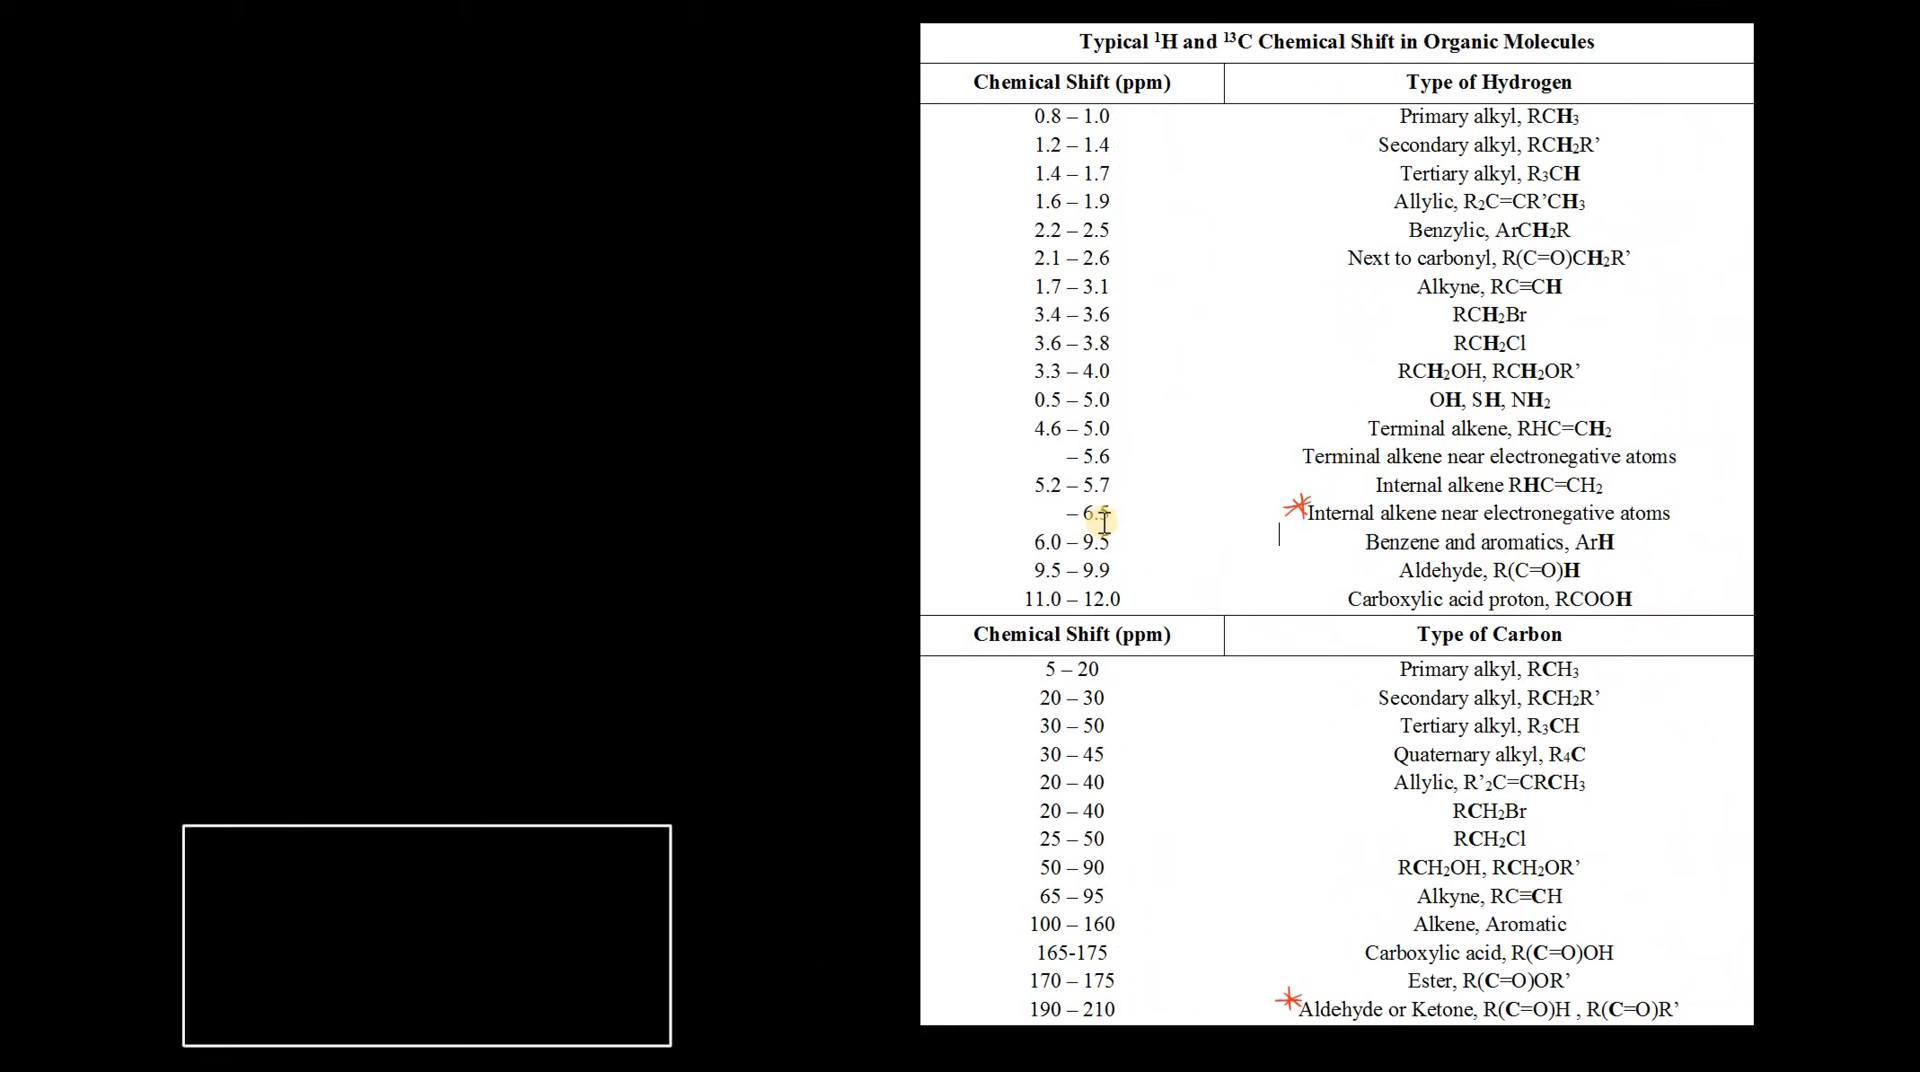 Typical ¹H and ¹³C Chemical Shift in Organic Molecules
Chemical Shift (ppm) Type of Hydrogen
0.8 – 1.0 Primary alkyl, RCH₃
1.2 – 1.4 Secondary alkyl, RCH₂R’
1.4 – 1.7 Tertiary alkyl, R₃CH
1.6 – 1.9 Allylic, R₂C=CR’CH₃
2.2 – 2.5 Benzylic, ArCH₂R
2.1 – 2.6 Next to carbonyl, R(C=O)CH₂R’
1.7 – 3.1 Alkyne, RC≡CH
3.4 – 3.6 RCH₂Br
3.6 – 3.8 RCH₂Cl
3.3 – 4.0 RCH₂OH, RCH₂OR’
0.5 – 5.0 OH, SH, NH₂
4.6 – 5.0 Terminal alkene, RHC=CH₂
– 5.6 Terminal alkene near electronegative atoms
5.2 – 5.7 Internal alkene RHC=CH₂
– 6.5 Internal alkene near electronegative atoms
6.0 – 9.5 Benzene and aromatics, ArH
9.5 – 9.9 Aldehyde, R(C=O)H
11.0 – 12.0 Carboxylic acid proton, RCOOH
Chemical Shift (ppm) Type of Carbon
5 – 20 Primary alkyl, RCH₃
20 – 30 Secondary alkyl, RCH₂R’
30 – 50 Tertiary alkyl, R₃CH
30 – 45 Quaternary alkyl, R₄C
20 – 40 Allylic, R’₂C=CRCH₃
20 – 40 RCH₂Br
25 – 50 RCH₂Cl
50 – 90 RCH₂OH, RCH₂OR’
65 – 95 Alkyne, RC≡CH
100 – 160 Alkene, Aromatic
165-175 Carboxylic acid, R(C=O)OH
170 – 175 Ester, R(C=O)OR’
190 – 210 Aldehyde or Ketone, R(C=O)H , R(C=O)R’